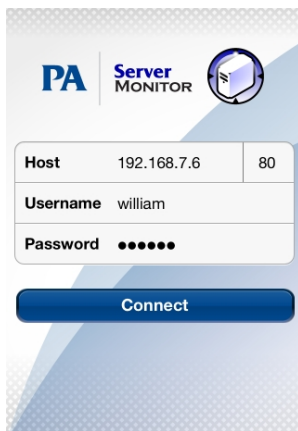 PA Server
MONITOR
Host 192.168.7.6 80
Username william
Password ●●●●●●
Connect